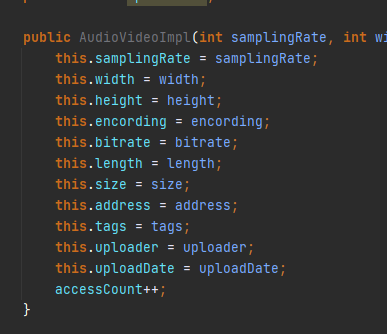 public AudioVideoImpl(int samplingRate, int wi
this.samplingRate = samplingRate;
this.width = width;
this.height = height;
this.encording = encording;
this.bitrate = bitrate;
this.length = length;
this.size = size;
this.address = address;
this.tags = tags;
this.uploader = uploader;
this.uploadDate = uploadDate;
accessCount++;
}